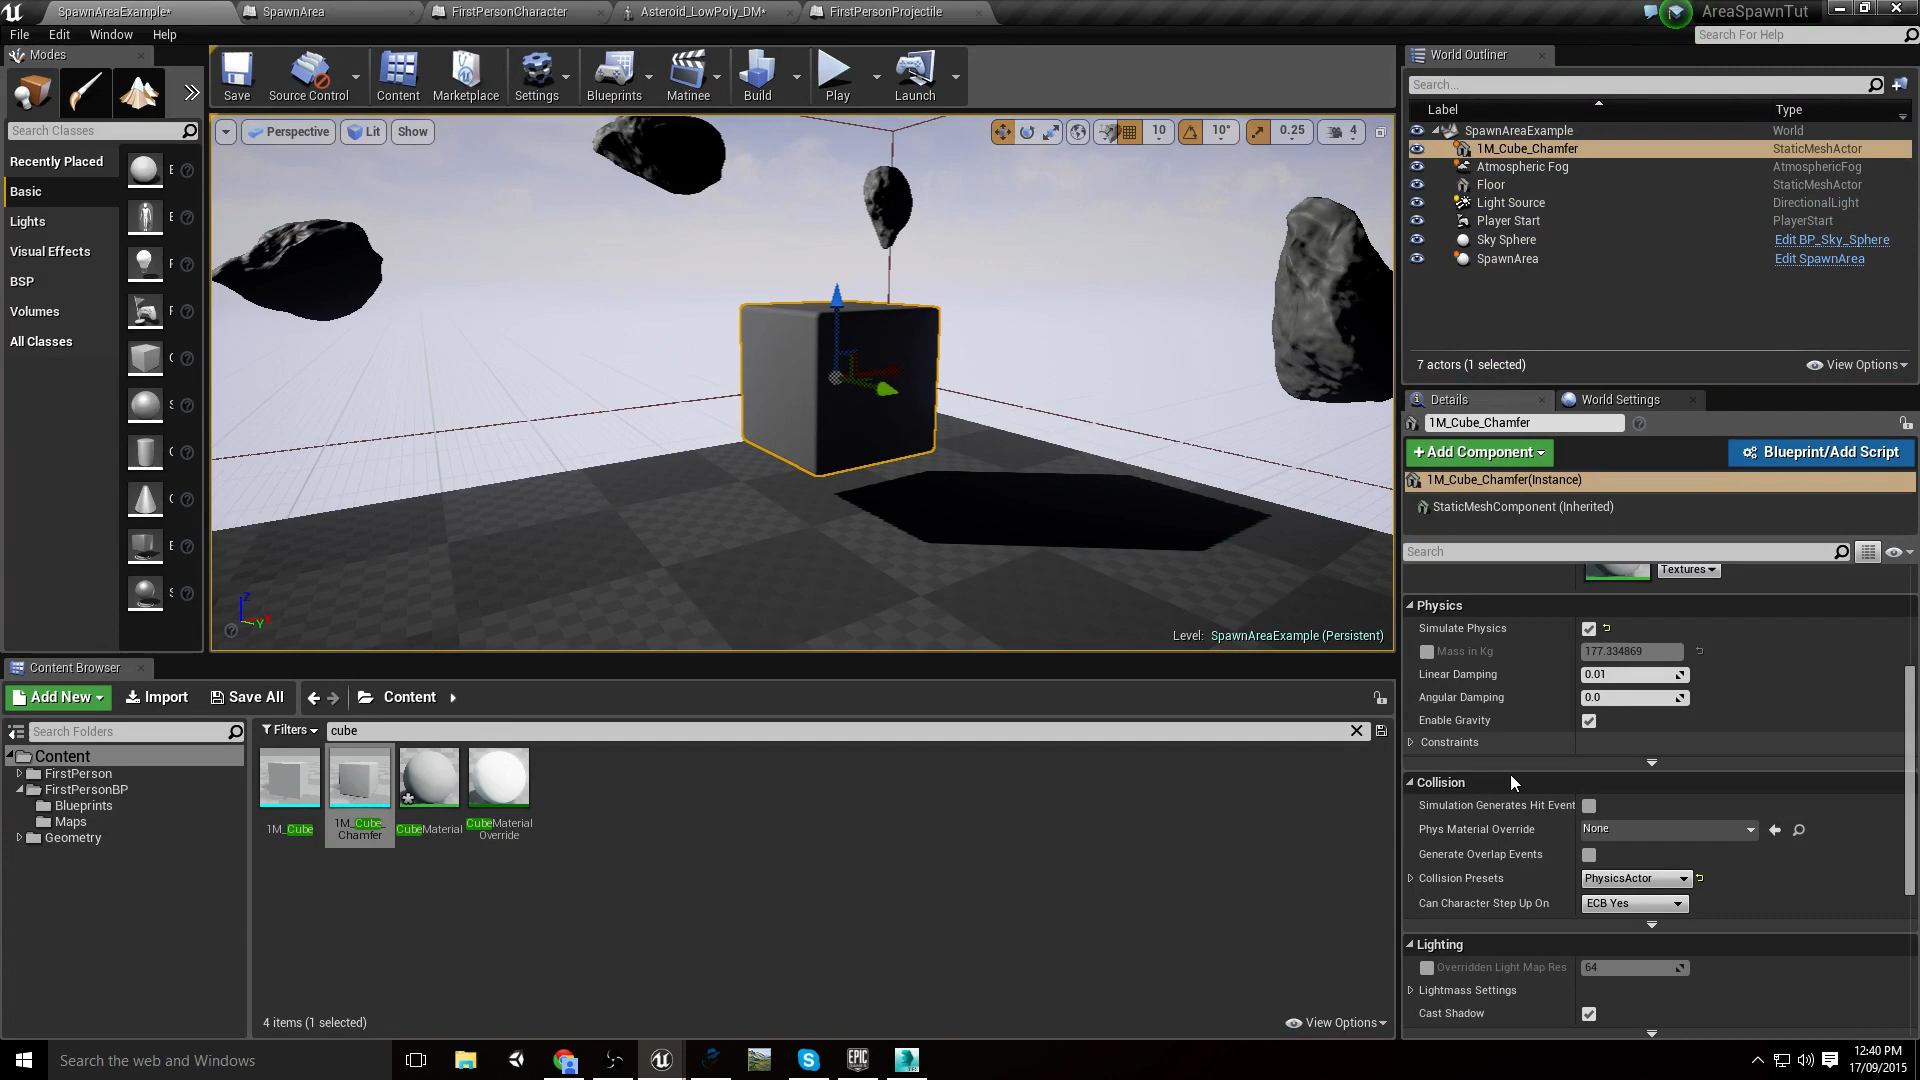 SpawnAreaExample*
SpawnArea
FirstPersonCharacter
Asteroid_LowPoly_DM*
FirstPersonProjectile
AreaSpawnTut
File Edit Window Help
Search For Help
Modes
Save
Source Control
Content
Marketplace
Settings
Blueprints
Matinee
Build
Play
Launch
Search Classes
Recently Placed
Basic
Lights
Visual Effects
BSP
Volumes
All Classes
Perspective
Lit
Show
10
10°
0.25
4
Z
X
Y
Level: SpawnAreaExample (Persistent)
World Outliner
Search...
Label Type
SpawnAreaExample World
1M_Cube_Chamfer StaticMeshActor
Atmospheric Fog AtmosphericFog
Floor StaticMeshActor
Light Source DirectionalLight
Player Start PlayerStart
Sky Sphere Edit BP_Sky_Sphere
SpawnArea Edit SpawnArea
7 actors (1 selected)
View Options
Details
World Settings
1M_Cube_Chamfer
+ Add Component
Blueprint/Add Script
1M_Cube_Chamfer(Instance)
StaticMeshComponent (Inherited)
Search
Textures
Physics
Simulate Physics
Mass in Kg 177.334869
Linear Damping 0.01
Angular Damping 0.0
Enable Gravity
Constraints
Collision
Simulation Generates Hit Event
Phys Material Override None
Generate Overlap Events
Collision Presets PhysicsActor
Can Character Step Up On ECB Yes
Lighting
Overridden Light Map Res 64
Lightmass Settings
Cast Shadow
Content Browser
Add New
Import
Save All
Content
Search Folders
Filters
cube
Content
FirstPerson
FirstPersonBP
Blueprints
Maps
Geometry
1M_Cube
1M_Cube_
Chamfer
CubeMaterial
CubeMaterial
Override
4 items (1 selected)
View Options
Search the web and Windows
EPIC
GAMES
12:40 PM
17/09/2015